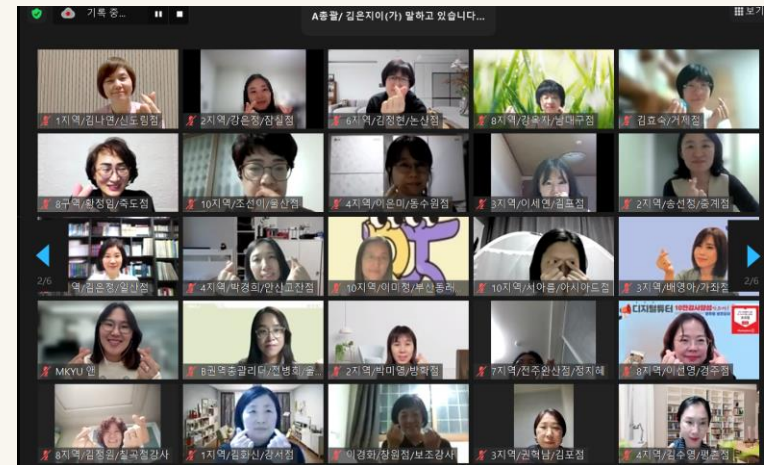 기록 중...
A총괄/ 김은지이(가) 말하고 있습니다...
보기
1지역/김나연/신도림점
2지역/강은정/잠실점
6지역/김정현/논산점
8지역/강옥자/남대구점
김효숙/거제점
8구역/황정임/죽도점
10지역/조선이/울산점
4지역/이은미/동수원점
3지역/이세연/김포점
2지역/송선정/중계점
2/6
역/김은정/일산점
4지역/박경희/안산고잔점
10지역/이미정/부산동래
10지역/서아름/아시아드점
3지역/배영아/가좌점
2/6
MKYU 앤
8권역총괄리더/전병희/울...
2지역/박미영/방학점
7지역/전주완산점/정지혜
디지털튜터
8지역/이선영/경주점
8지역/김정원/칠곡점강사
1지역/김화신/강서점
이경화/창원점/보조강사
3지역/권혁남/김포점
4지역/김수영/평촌점